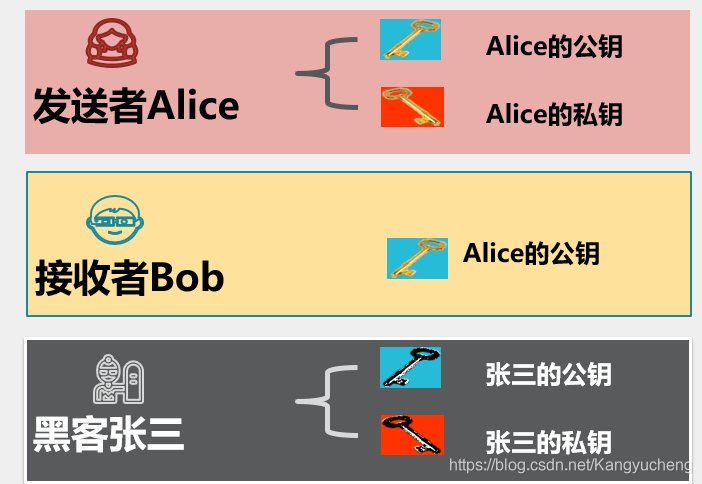 发送者Alice
Alice的公钥
Alice的私钥
接收者Bob
Alice的公钥
黑客张三
张三的公钥
张三的私钥
https://blog.csdn.net/Kangyucheng